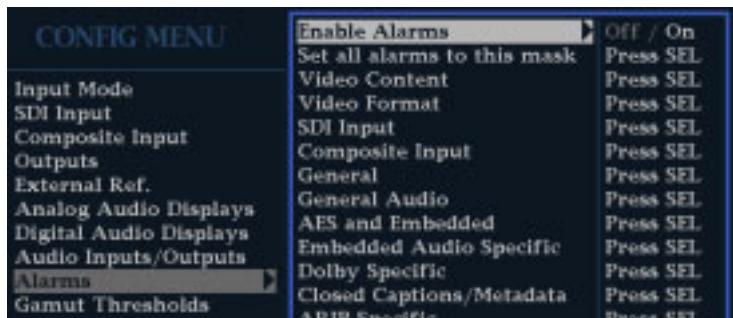 CONFIG MENU
Input Mode
SDI Input
Composite Input
Outputs
External Ref.
Analog Audio Displays
Digital Audio Displays
Audio Inputs/Outputs
Alarms
Gamut Thresholds
Enable Alarms Off / On
Set all alarms to this mask Press SEL
Video Content Press SEL
Video Format Press SEL
SDI Input Press SEL
Composite Input Press SEL
General Press SEL
General Audio Press SEL
AES and Embedded Press SEL
Embedded Audio Specific Press SEL
Dolby Specific Press SEL
Closed Captions/Metadata Press SEL
ARIB Specific Press SEL